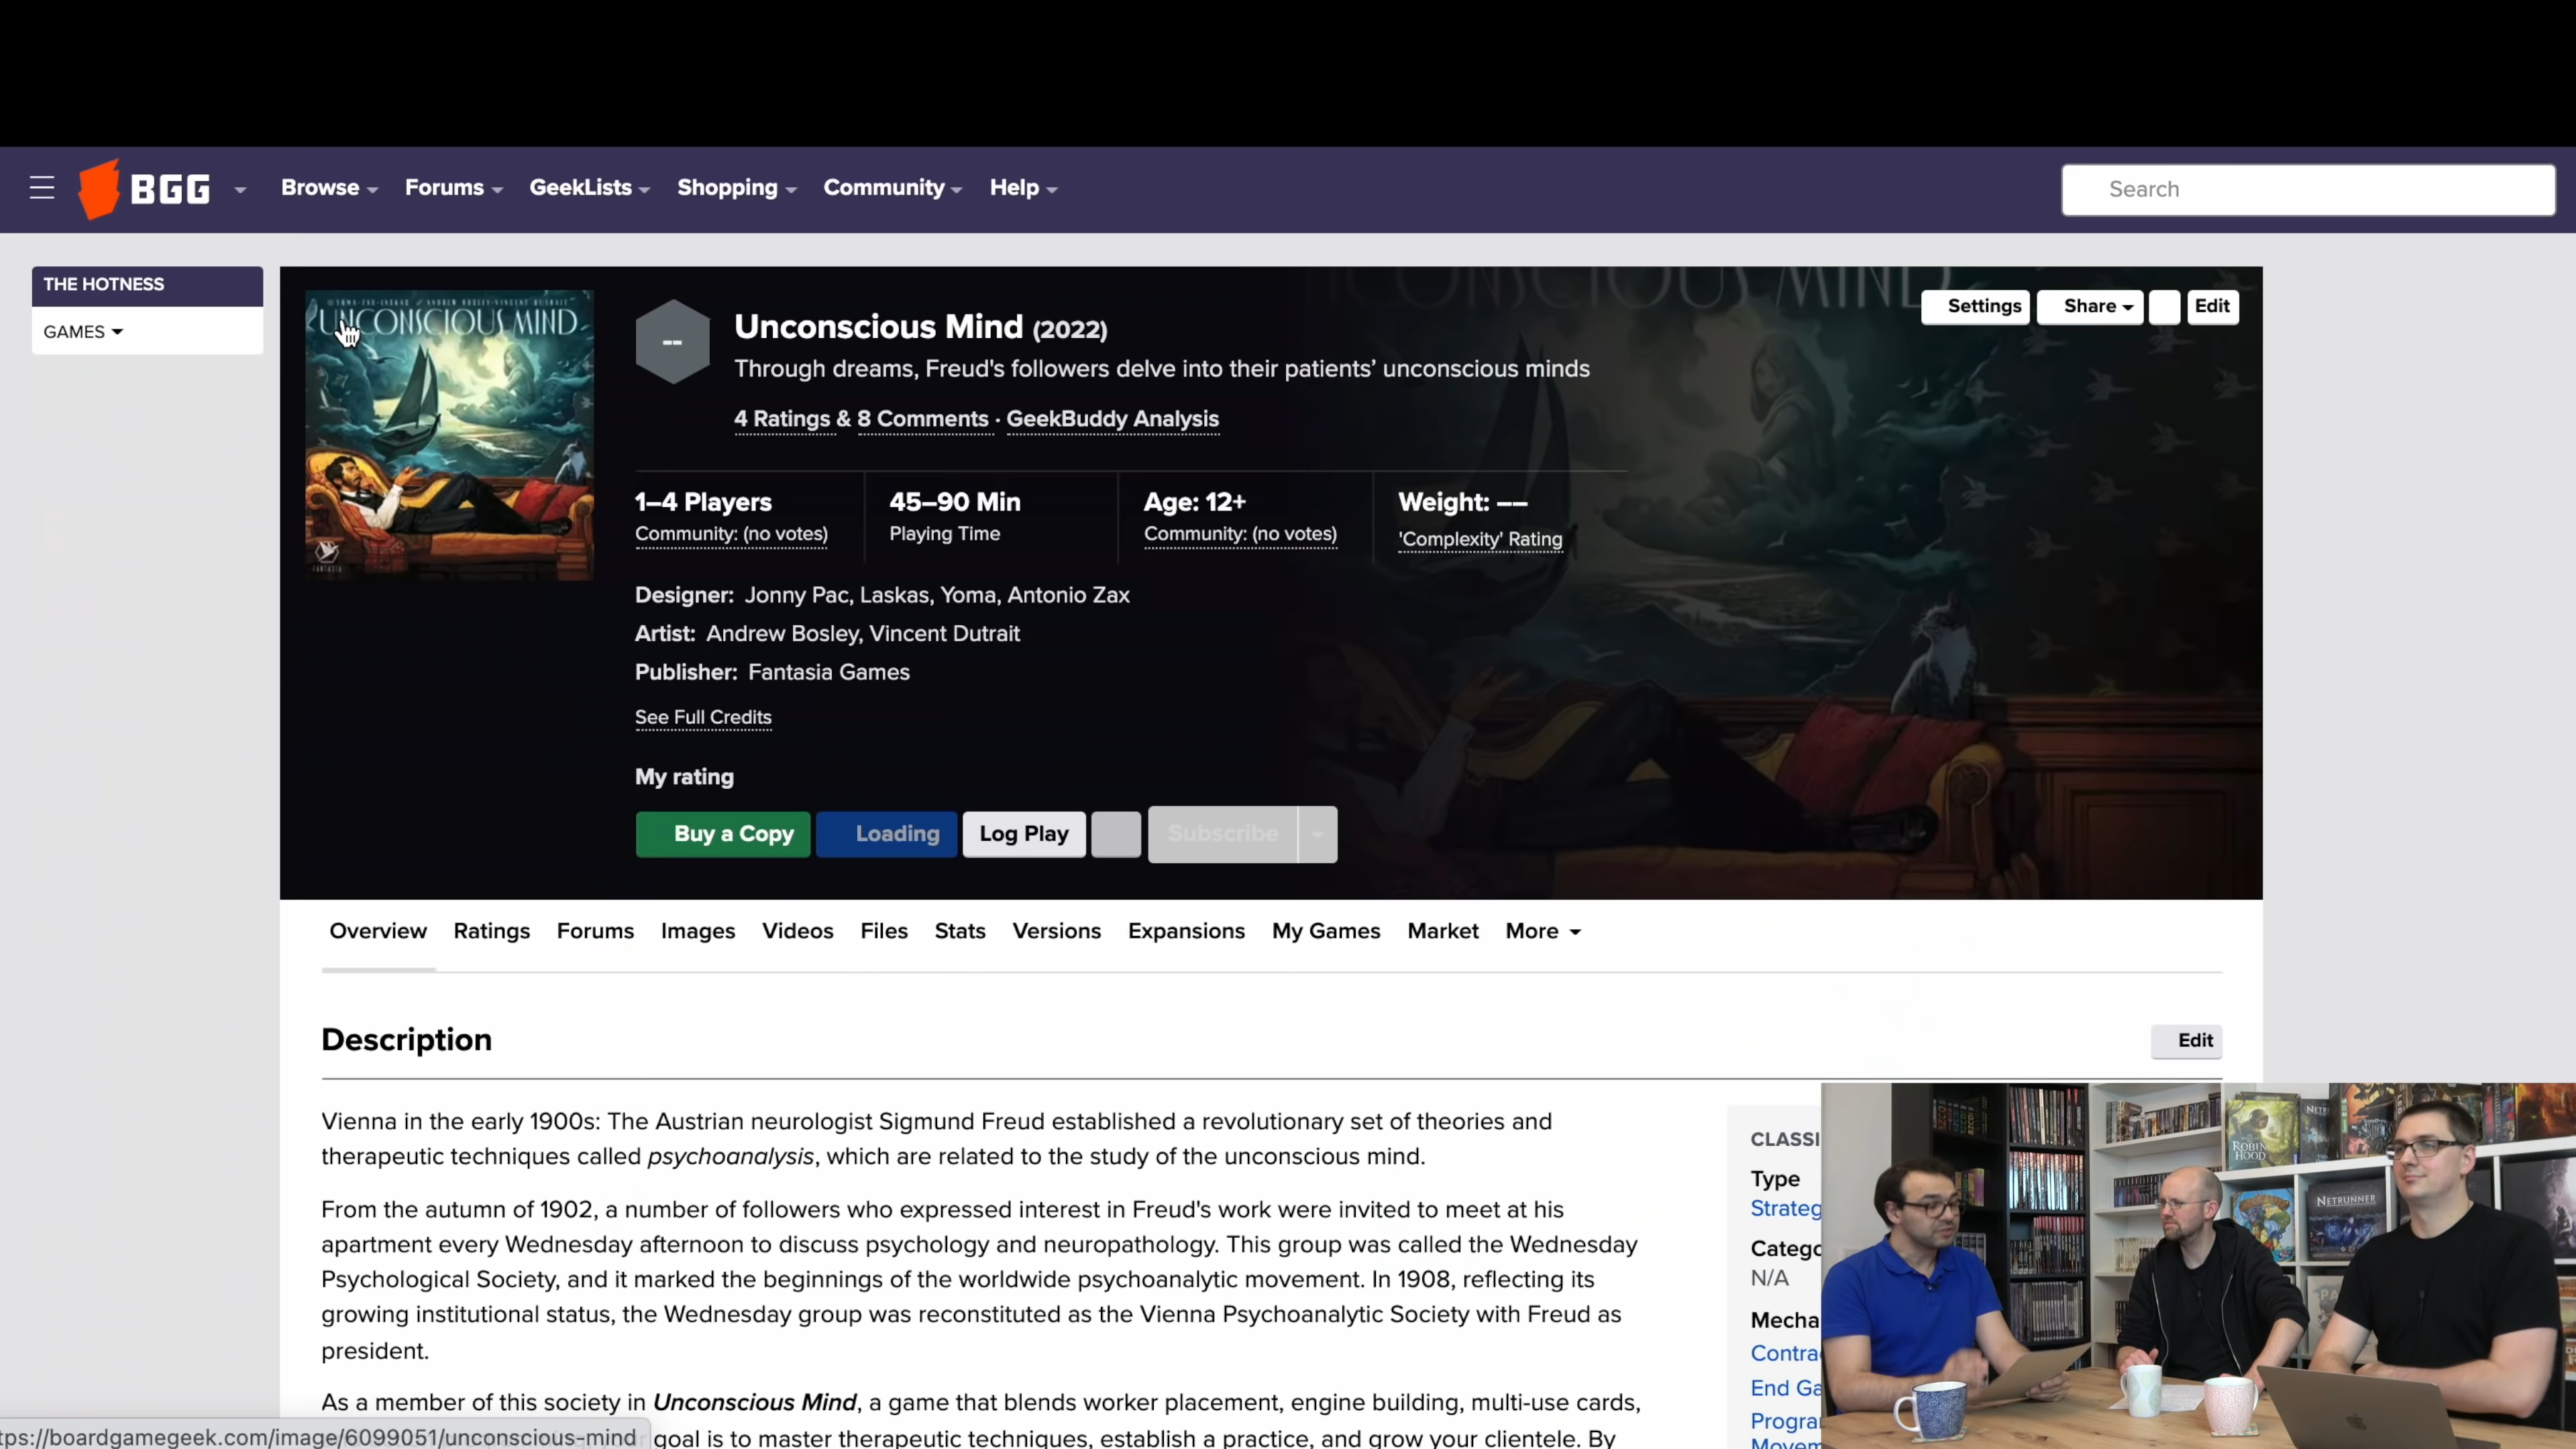 BGG
Browse
Forums
GeekLists
Shopping
Community
Help
Search
THE HOTNESS
GAMES
UNCONSCIOUS MIND
FANTASIA
--
Unconscious Mind (2022)
Through dreams, Freud's followers delve into their patients’ unconscious minds
4 Ratings & 8 Comments · GeekBuddy Analysis
Settings
Share
Edit
1–4 Players
Community: (no votes)
45–90 Min
Playing Time
Age: 12+
Community: (no votes)
Weight: ––
'Complexity' Rating
Designer: Jonny Pac, Laskas, Yoma, Antonio Zax
Artist: Andrew Bosley, Vincent Dutrait
Publisher: Fantasia Games
See Full Credits
My rating
Buy a Copy
Loading
Log Play
Subscribe
Overview
Ratings
Forums
Images
Videos
Files
Stats
Versions
Expansions
My Games
Market
More
Description
Edit
Vienna in the early 1900s: The Austrian neurologist Sigmund Freud established a revolutionary set of theories and
therapeutic techniques called psychoanalysis, which are related to the study of the unconscious mind.
From the autumn of 1902, a number of followers who expressed interest in Freud's work were invited to meet at his
apartment every Wednesday afternoon to discuss psychology and neuropathology. This group was called the Wednesday
Psychological Society, and it marked the beginnings of the worldwide psychoanalytic movement. In 1908, reflecting its
growing institutional status, the Wednesday group was reconstituted as the Vienna Psychoanalytic Society with Freud as
president.
As a member of this society in Unconscious Mind, a game that blends worker placement, engine building, multi-use cards,
goal is to master therapeutic techniques, establish a practice, and grow your clientele. By
tps://boardgamegeek.com/image/6099051/unconscious-mind
CLASSI
Type
Strateg
Catego
N/A
Mecha
Contra
End Ga
Progra
Movem
ROBIN
HOOD
NETRUNNER